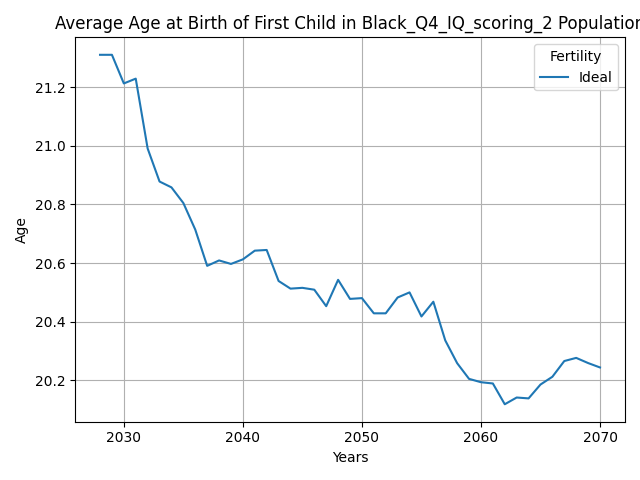 Average Age at Birth of First Child in Black_Q4_IQ_scoring_2 Population
Fertility
Ideal
21.2
21.0
20.8
20.6
20.4
20.2
Age
2030 2040 2050 2060 2070
Years